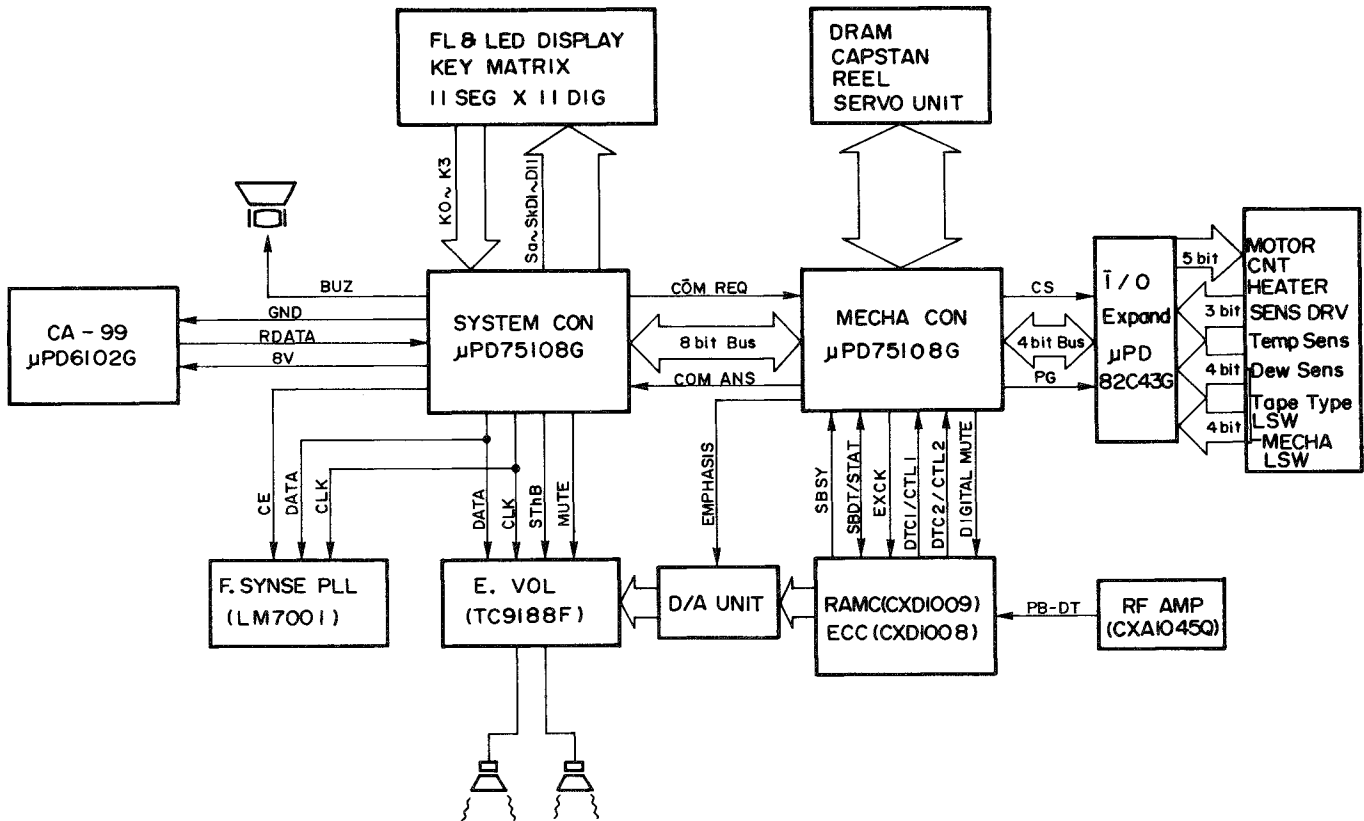 FL & LED DISPLAY
KEY MATRIX
11 SEG X 11 DIG
DRAM
CAPSTAN
REEL
SERVO UNIT
K0~K3
Sa~SkD1~D11
BUZ
GND
RDATA
8V
CA-99
μPD6102G
SYSTEM CON
μPD75108G
COM REQ
8 bit Bus
COM ANS
MECHA CON
μPD75108G
CS
4 bit Bus
PG
I/O
Expand
μPD
82C43G
5 bit
3 bit
4 bit
4 bit
MOTOR
CNT
HEATER
SENS DRV
Temp Sens
Dew Sens
Tape Type
LSW
MECHA
LSW
CE
DATA
CLK
DATA
CLK
SThB
MUTE
EMPHASIS
SBSY
SBDT/STAT
EXCK
DTC1/CTL1
DTC2/CTL2
DIGITAL MUTE
F. SYNSE PLL
(LM7001)
E. VOL
(TC9188F)
D/A UNIT
RAMC(CXD1009)
ECC(CXD1008)
PB-DT
RF AMP
(CXA1045Q)